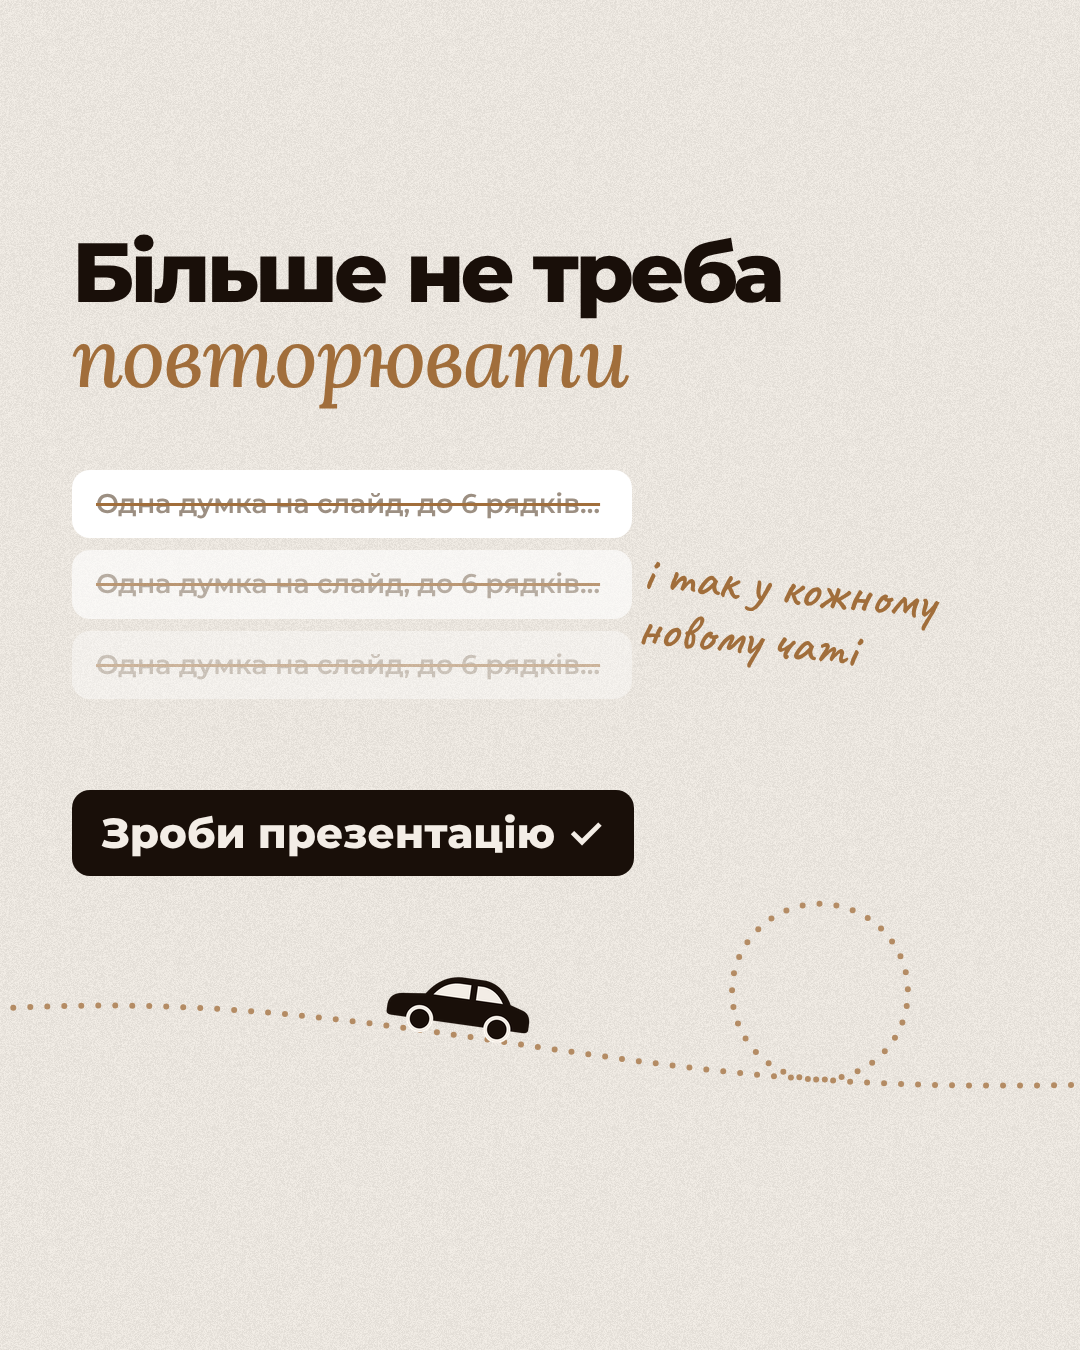 Більше не треба
повторювати
Одна думка на слайд, до 6 рядків...
Одна думка на слайд, до 6 рядків...
Одна думка на слайд, до 6 рядків...
і так у кожному
новому чаті
Зроби презентацію ✓